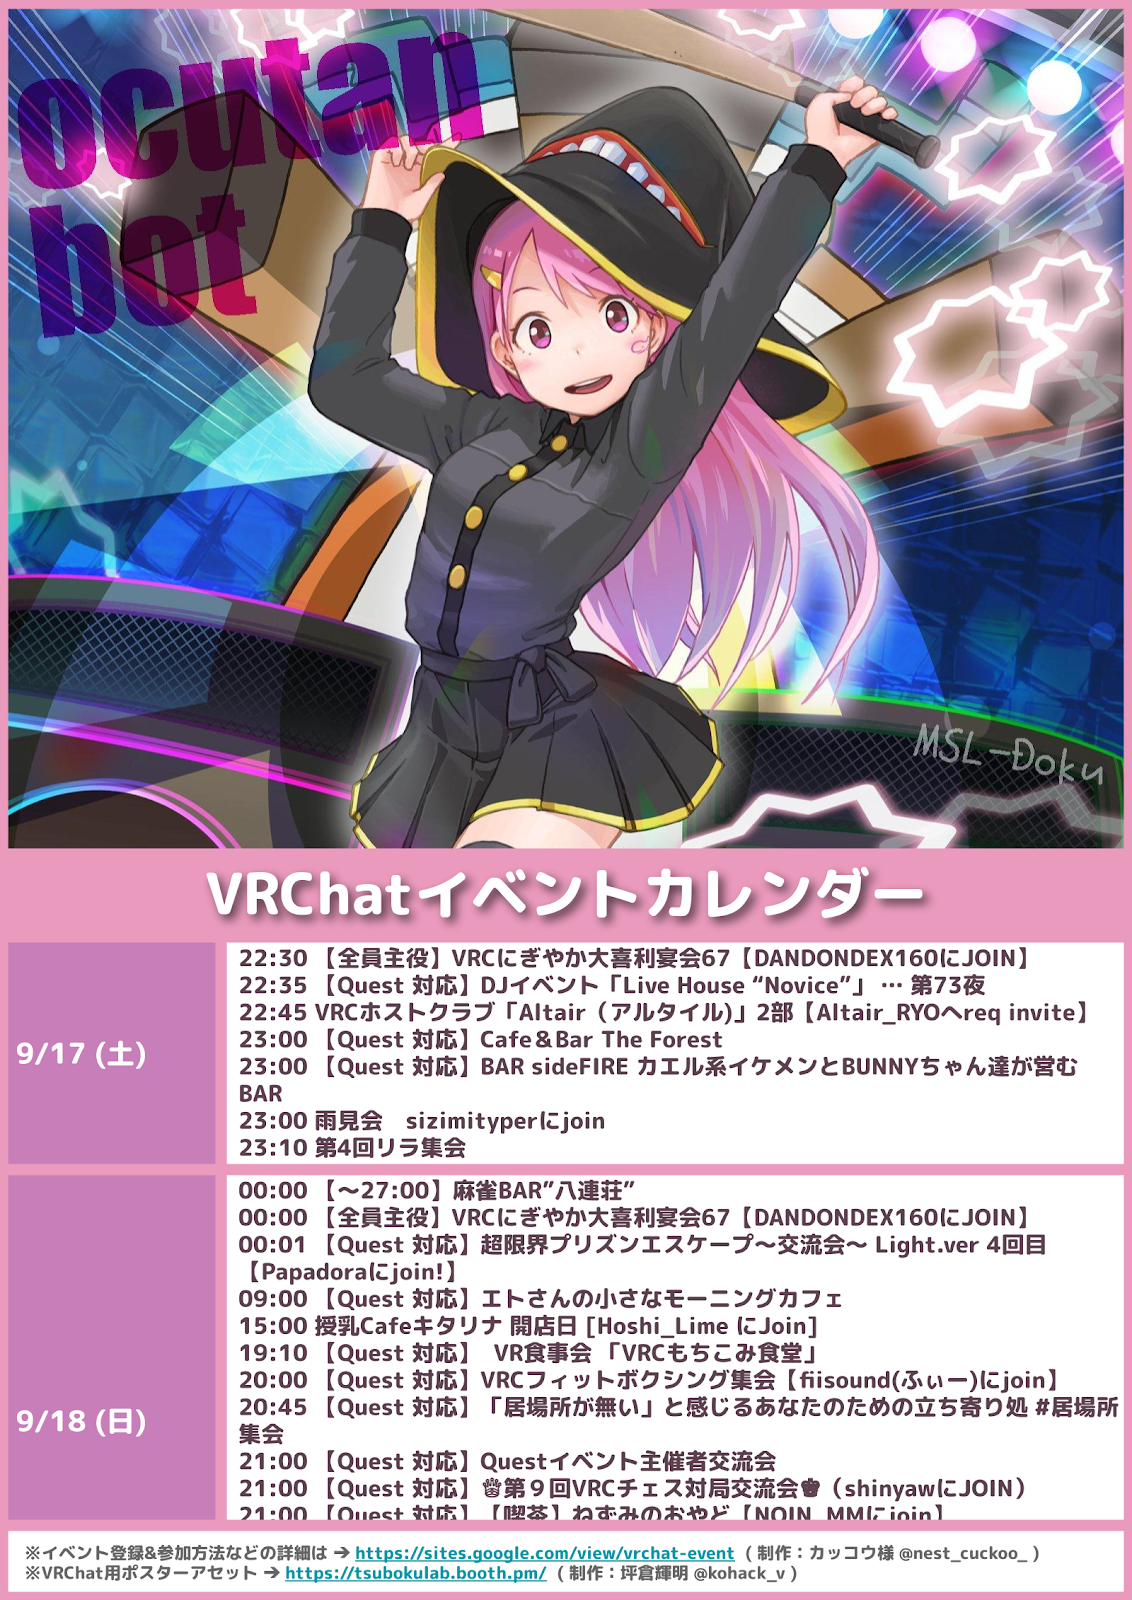 ocutan
bot
MSL-Doku
VRChatイベントカレンダー
9/17 (土)
22:30 【全員主役】VRCにぎやか大喜利宴会67【DANDONDEX160にJOIN】
22:35 【Quest 対応】DJイベント「Live House “Novice”」 … 第73夜
22:45 VRCホストクラブ「Altair（アルタイル)」2部【Altair_RYOへreq invite】
23:00 【Quest 対応】Cafe＆Bar The Forest
23:00 【Quest 対応】BAR sideFIRE カエル系イケメンとBUNNYちゃん達が営む
BAR
23:00 雨見会　sizimityperにjoin
23:10 第4回リラ集会
9/18 (日)
00:00 【～27:00】麻雀BAR”八連荘”
00:00 【全員主役】VRCにぎやか大喜利宴会67【DANDONDEX160にJOIN】
00:01 【Quest 対応】超限界プリズンエスケープ～交流会～ Light.ver 4回目
【Papadoraにjoin!】
09:00 【Quest 対応】エトさんの小さなモーニングカフェ
15:00 授乳Cafeキタリナ 開店日 [Hoshi_Lime にJoin]
19:10 【Quest 対応】 VR食事会 「VRCもちこみ食堂」
20:00 【Quest 対応】VRCフィットボクシング集会【fiisound(ふぃー)にjoin】
20:45 【Quest 対応】「居場所が無い」と感じるあなたのための立ち寄り処 #居場所
集会
21:00 【Quest 対応】Questイベント主催者交流会
21:00 【Quest 対応】♕第９回VRCチェス対局交流会♚（shinyawにJOIN）
21:00 【Quest 対応】【喫茶】ねずみのおやど【NOIN_MMにjoin】
※イベント登録&参加方法などの詳細は → https://sites.google.com/view/vrchat-event ( 制作：カッコウ様 @nest_cuckoo_ )
※VRChat用ポスターアセット → https://tsubokulab.booth.pm/ ( 制作：坪倉輝明 @kohack_v )